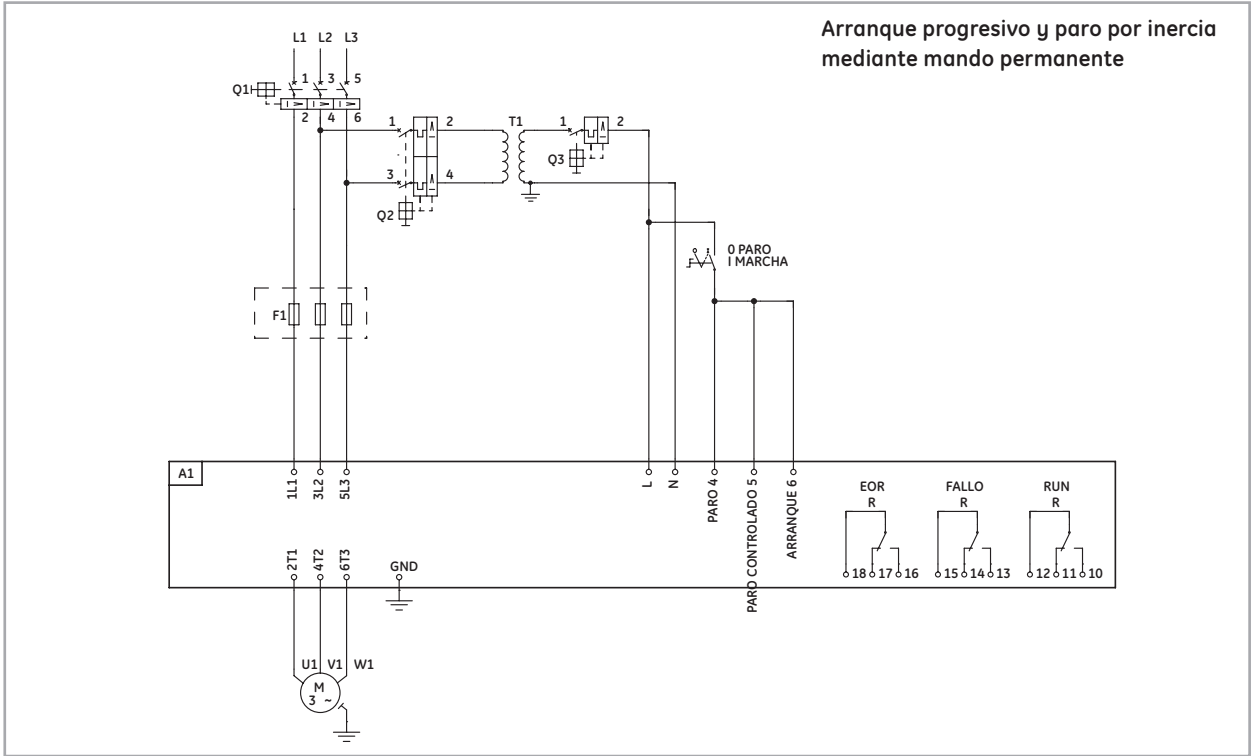 Arranque progresivo y paro por inercia
mediante mando permanente
L1 L2 L3
Q1 1 3 5
2 4 6
1 2 T1 1 2
Q3
3 4
Q2
0 PARO
I MARCHA
F1
A1
1L1 3L2 5L3
L N PARO 4 PARO CONTROLADO 5 ARRANQUE 6
EOR FALLO RUN
R R R
18 17 16 15 14 13 12 11 10
2T1 4T2 6T3 GND
U1 V1 W1
M
3 ~